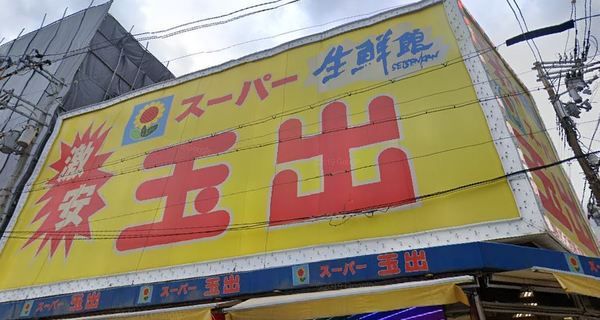 激安
スーパー 生鮮館
SEISENKAN
玉出
スーパー 玉出
スーパー 玉出
スーパー 玉出